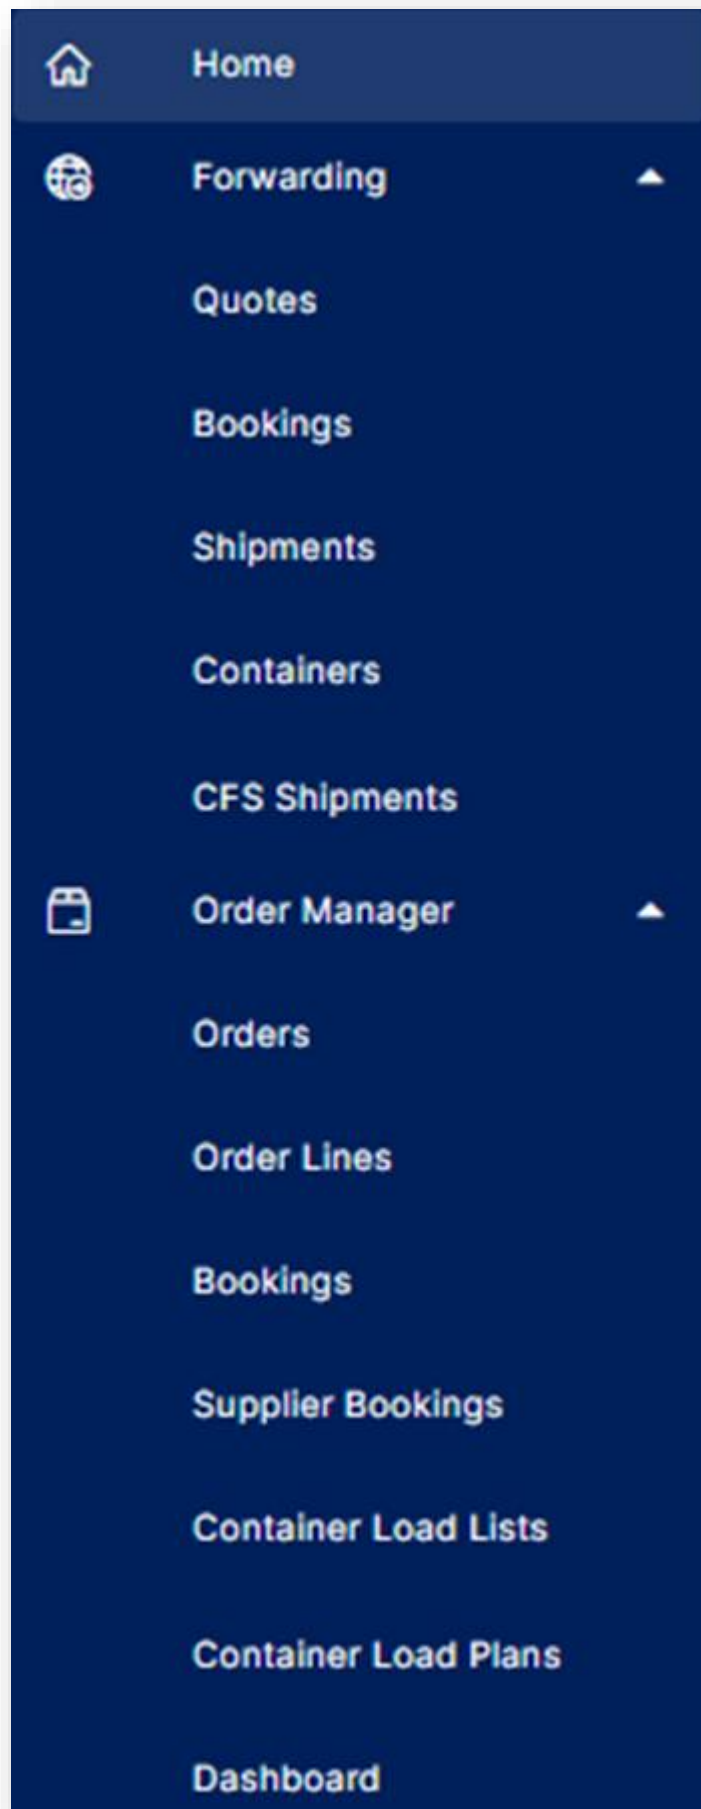 Home
Forwarding
Quotes
Bookings
Shipments
Containers
CFS Shipments
Order Manager
Orders
Order Lines
Bookings
Supplier Bookings
Container Load Lists
Container Load Plans
Dashboard